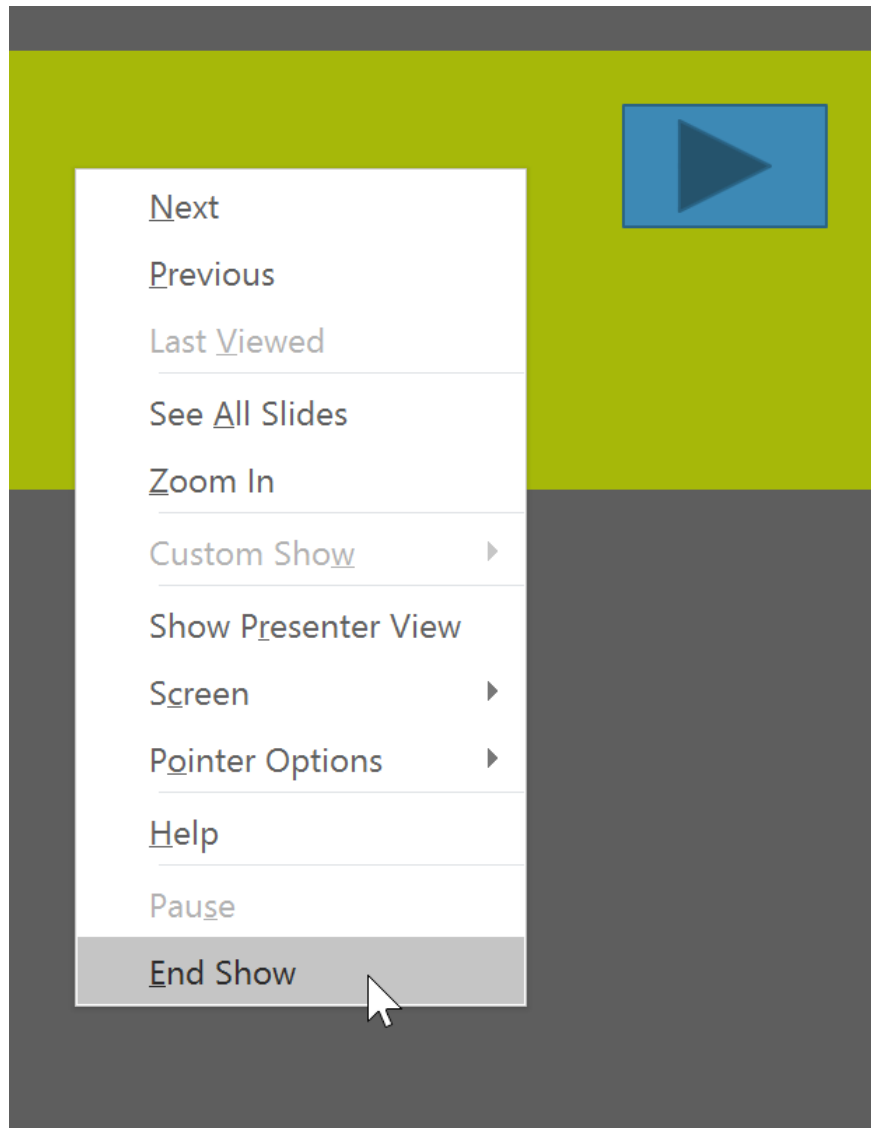 Next
Previous
Last Viewed
See All Slides
Zoom In
Custom Show
Show Presenter View
Screen
Pointer Options
Help
Pause
End Show